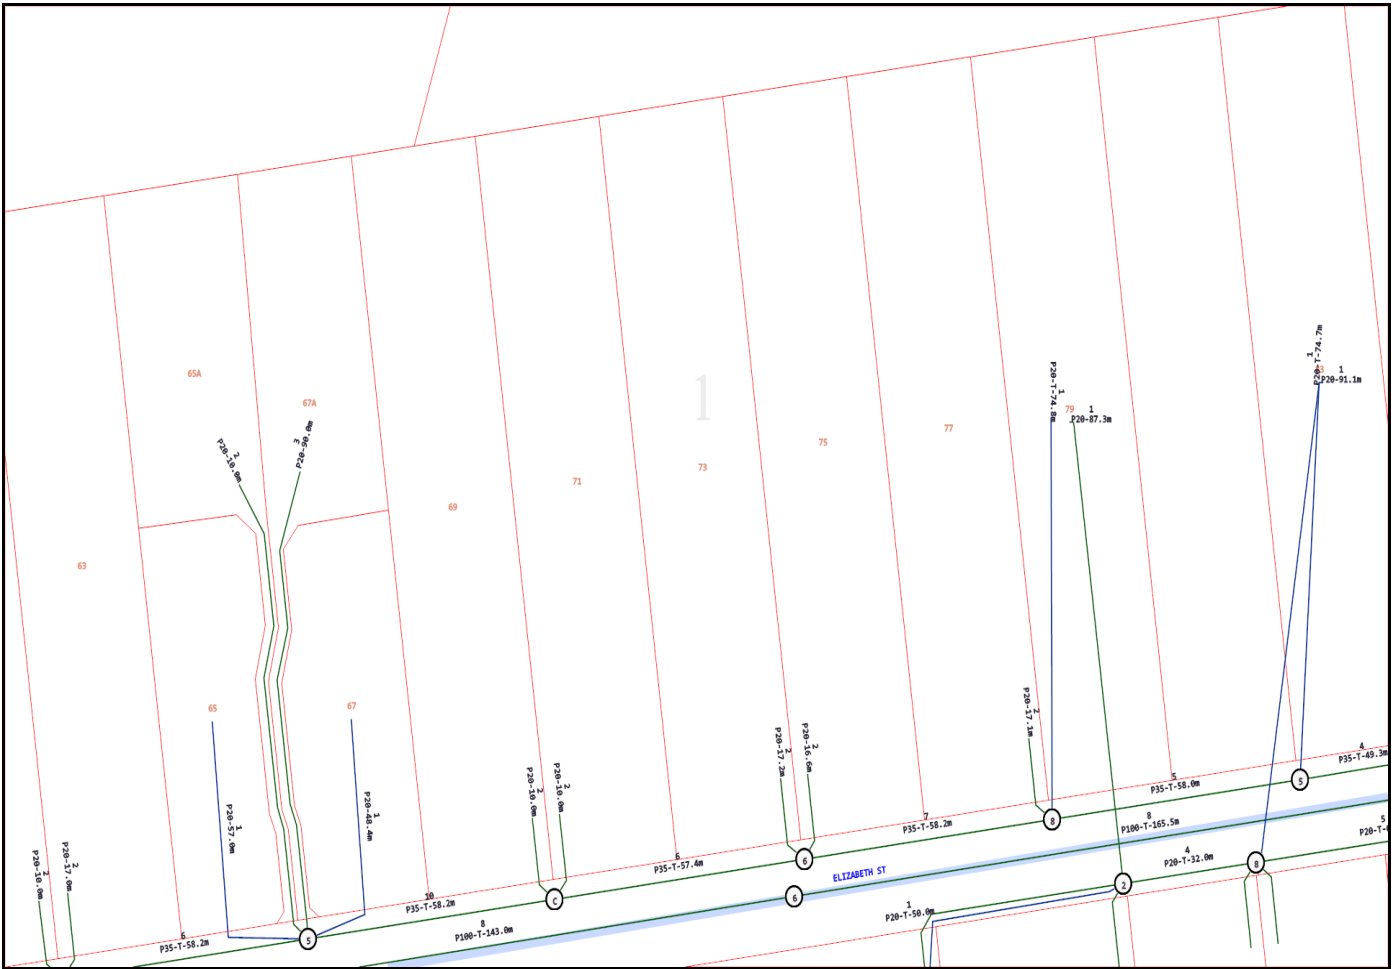 1
P20-T-74.7m
1
P20-91.1m
1
P20-T-74.8m
79
1
P20-87.3m
65A
67A
1
2
P20-10.0m
3
P20-90.0m
77
75
73
71
69
63
65
67
2
P20-17.1m
2
P20-17.2m
2
P20-16.6m
2
P20-10.0m
2
P20-10.0m
1
P20-57.0m
1
P20-48.4m
2
P20-10.0m
2
P20-17.0m
4
P35-T-49.3m
5
P35-T-58.0m
5
8
7
P35-T-58.2m
8
P100-T-165.5m
5
P20-T-
6
6
P35-T-57.4m
4
P20-T-32.0m
8
ELIZABETH ST
2
6
C
10
P35-T-58.2m
1
P20-T-50.0m
8
P100-T-143.0m
5
6
P35-T-58.2m